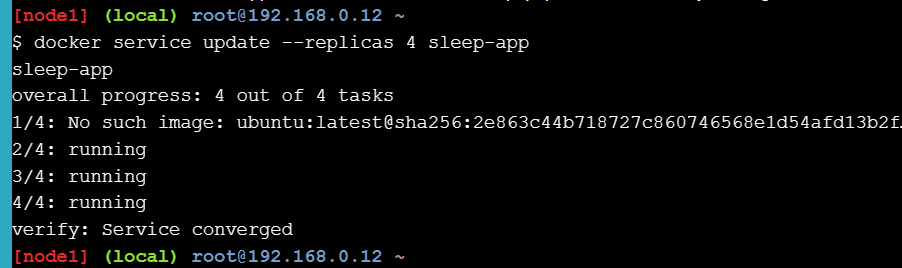 [node1] (local) root@192.168.0.12 ~
$ docker service update --replicas 4 sleep-app
sleep-app
overall progress: 4 out of 4 tasks
1/4: No such image: ubuntu:latest@sha256:2e863c44b718727c860746568e1d54afd13b2f
2/4: running
3/4: running
4/4: running
verify: Service converged
[node1] (local) root@192.168.0.12 ~